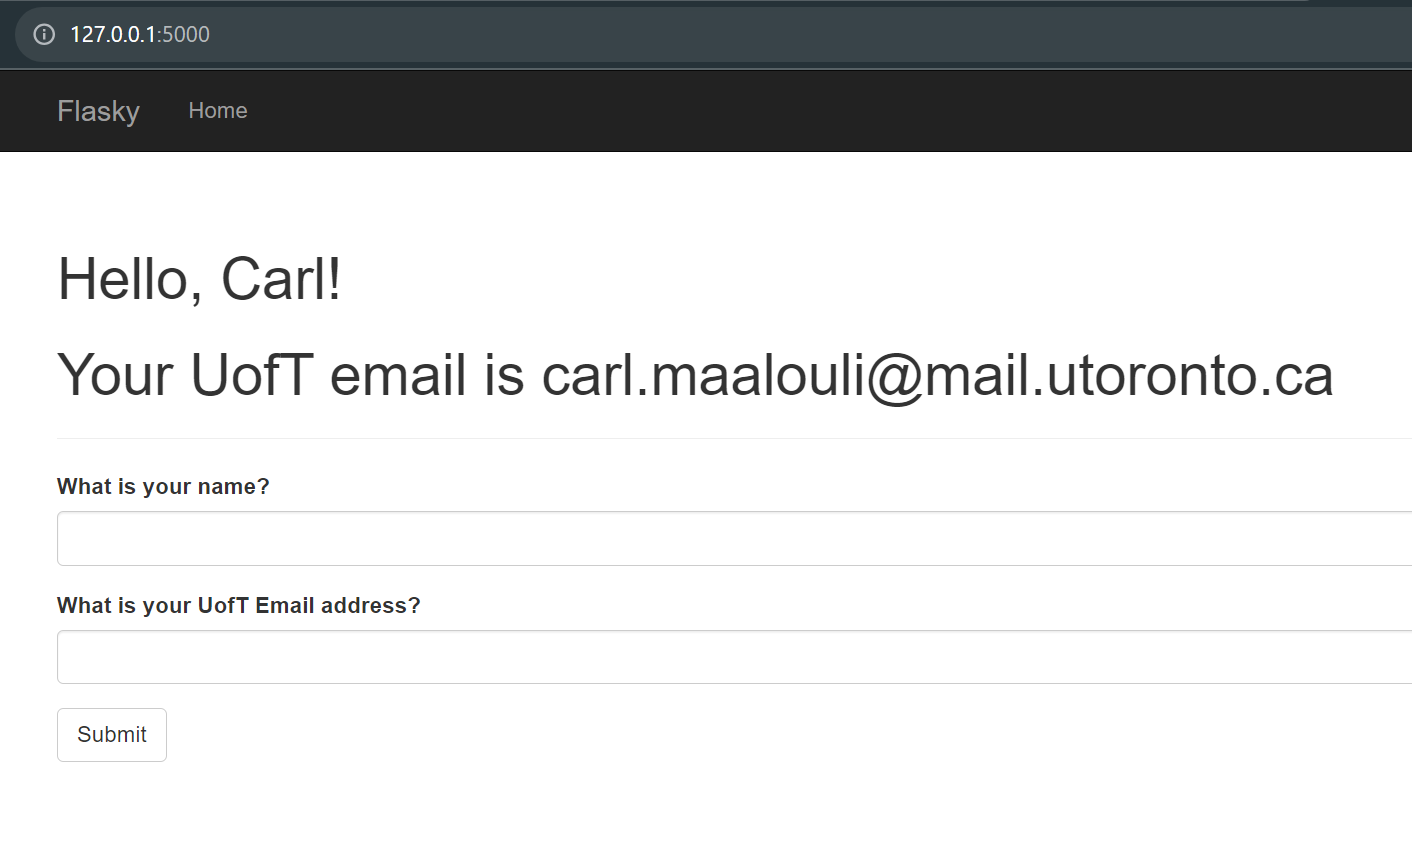 127.0.0.1:5000
Flasky Home
Hello, Carl!
Your UofT email is carl.maalouli@mail.utoronto.ca
What is your name?
What is your UofT Email address?
Submit